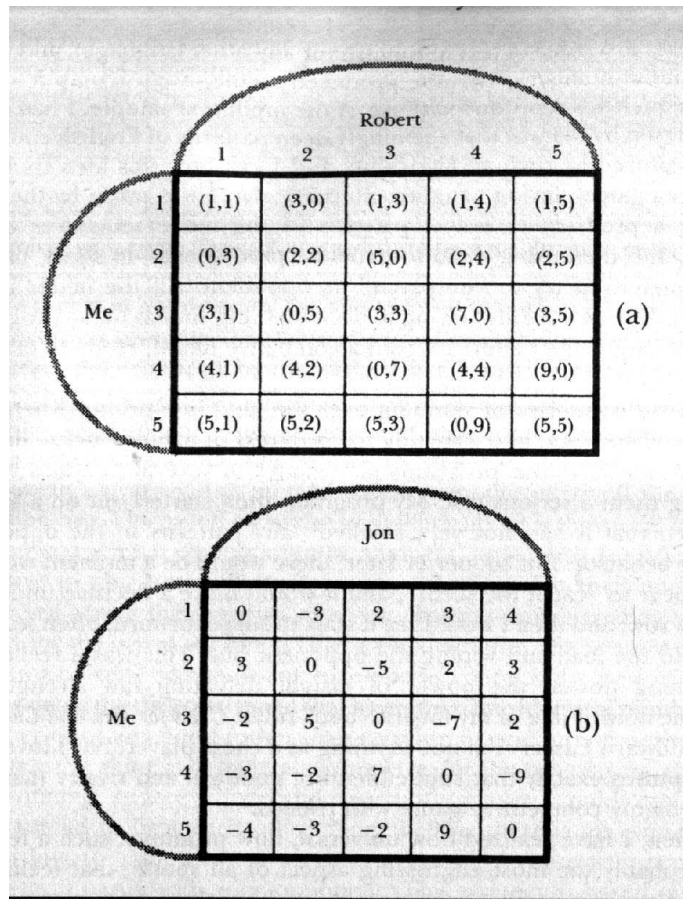 Robert
1 2 3 4 5
1 (1,1) (3,0) (1,3) (1,4) (1,5)
2 (0,3) (2,2) (5,0) (2,4) (2,5)
Me 3 (3,1) (0,5) (3,3) (7,0) (3,5) (a)
4 (4,1) (4,2) (0,7) (4,4) (9,0)
5 (5,1) (5,2) (5,3) (0,9) (5,5)
Jon
1 0 −3 2 3 4
2 3 0 −5 2 3
Me 3 −2 5 0 −7 2 (b)
4 −3 −2 7 0 −9
5 −4 −3 −2 9 0